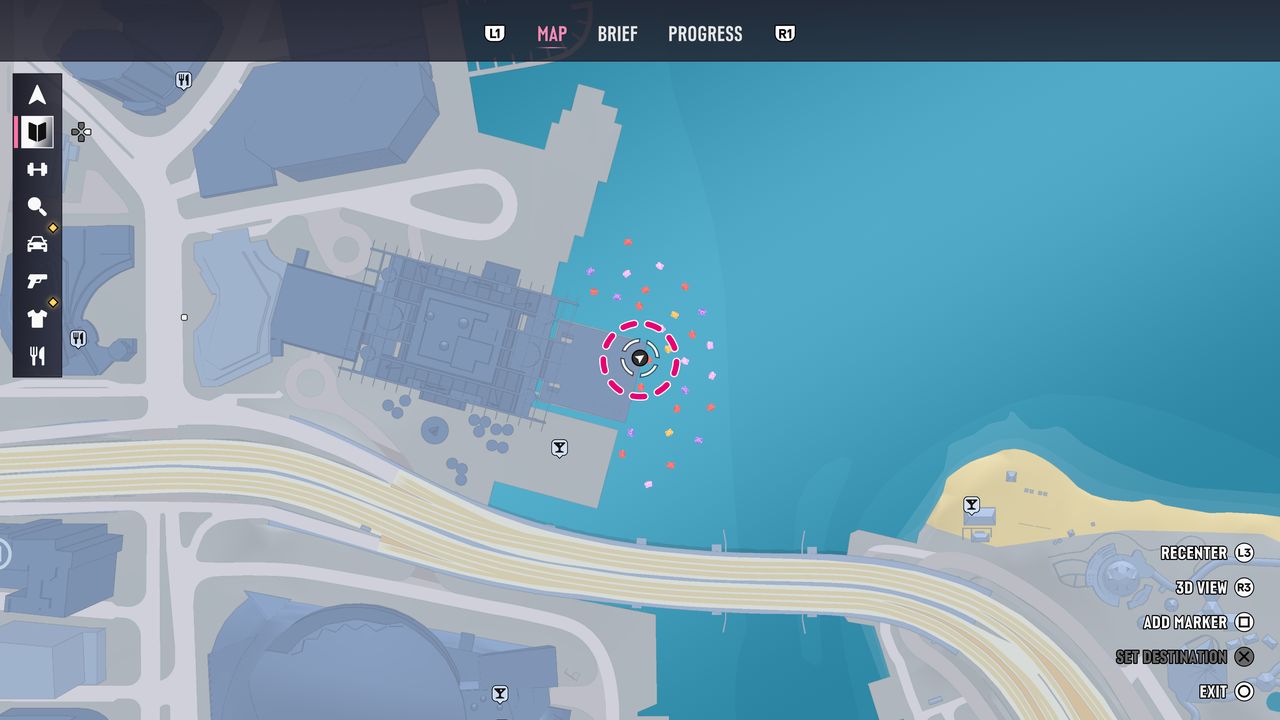 L1 MAP BRIEF PROGRESS R1
RECENTER L3
3D VIEW R3
ADD MARKER
SET DESTINATION
EXIT